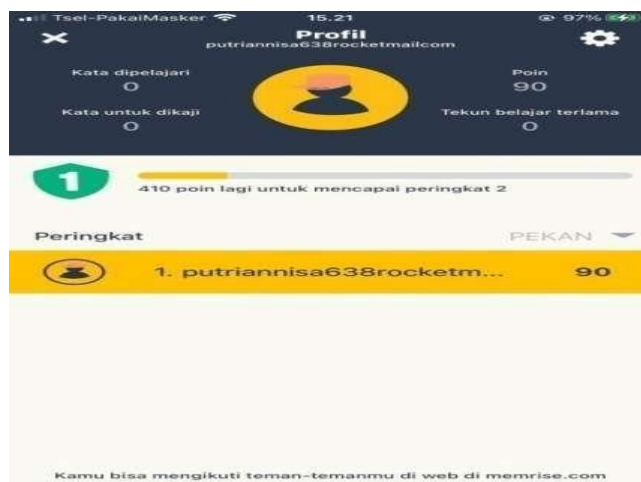 Tsel-PakaiMasker 15.21 97%
Profil
putriannisa638rocketmailcom
Kata dipelajari
0
Poin
90
Kata untuk dikaji
0
Tekun belajar terlama
0
1
410 poin lagi untuk mencapai peringkat 2
Peringkat PEKAN
1. putriannisa638rocketm... 90
Kamu bisa mengikuti teman-temanmu di web di memrise.com